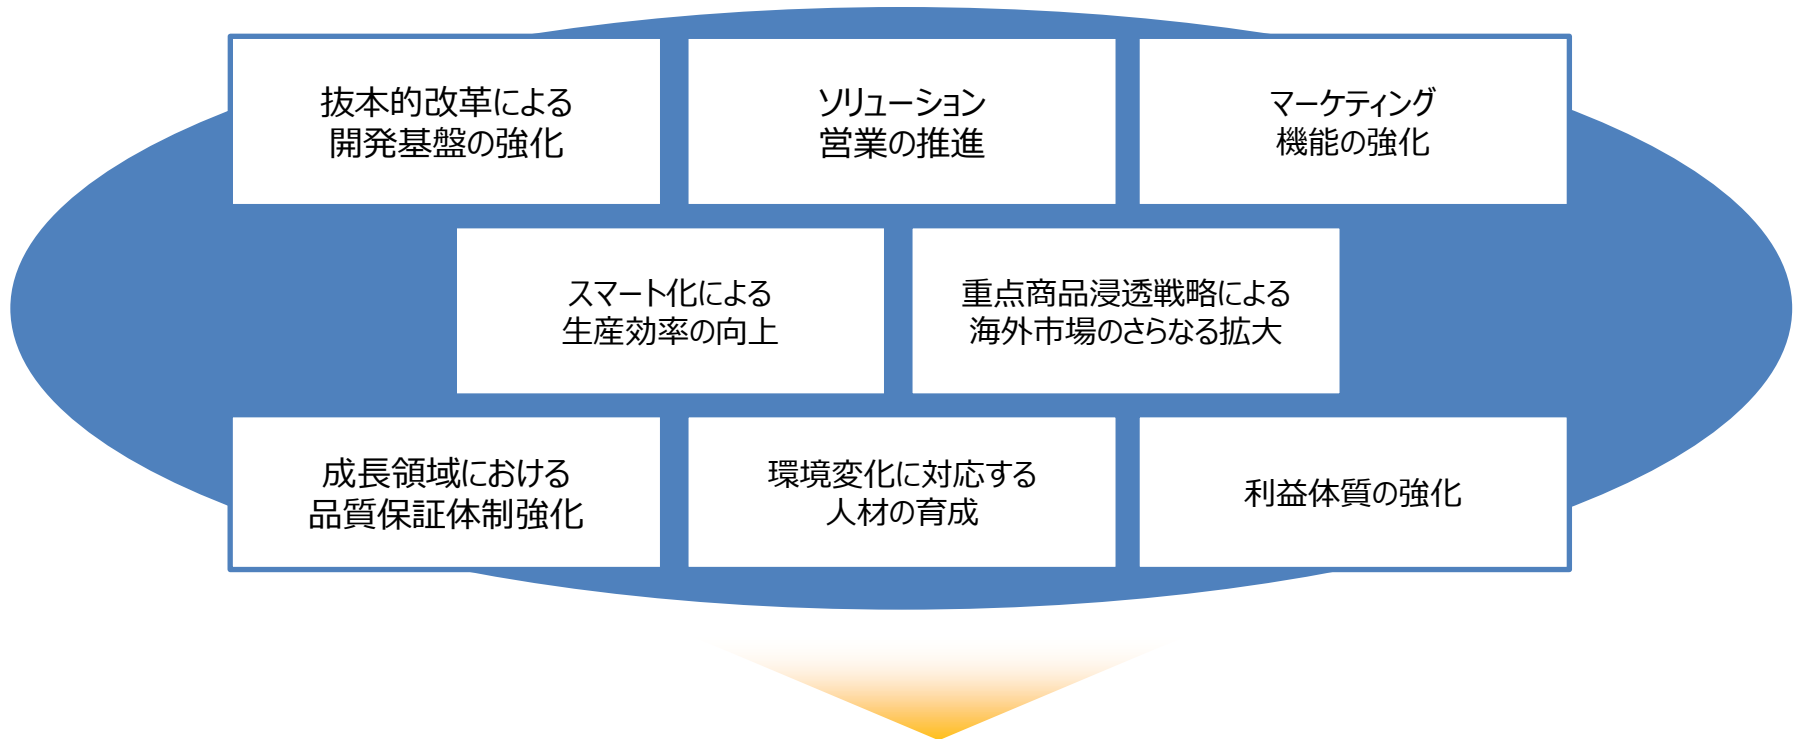 抜本的改革による
開発基盤の強化
ソリューション
営業の推進
マーケティング
機能の強化
スマート化による
生産効率の向上
重点商品浸透戦略による
海外市場のさらなる拡大
成長領域における
品質保証体制強化
環境変化に対応する
人材の育成
利益体質の強化